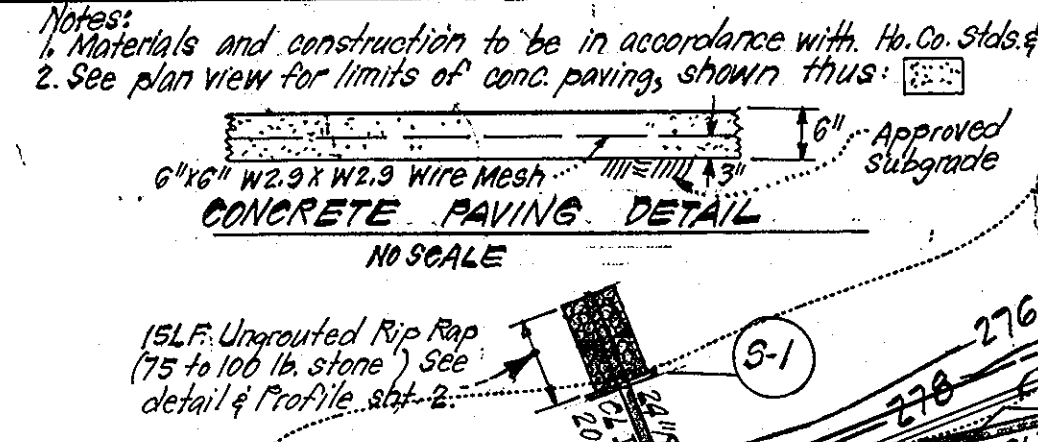 Notes:
1. Materials and construction to be in accordance with. Ho. Co. Stds. &
2. See plan view for limits of conc. paving, shown thus:
6"
Approved
subgrade
6"x6" W2.9 x W2.9 Wire Mesh
3"
CONCRETE PAVING DETAIL
NO SCALE
15LF. Ungrouted Rip Rap
(75 to 100 lb. stone) See
detail & Profile sht. 2.
S-1
276
278
24"
CL
20